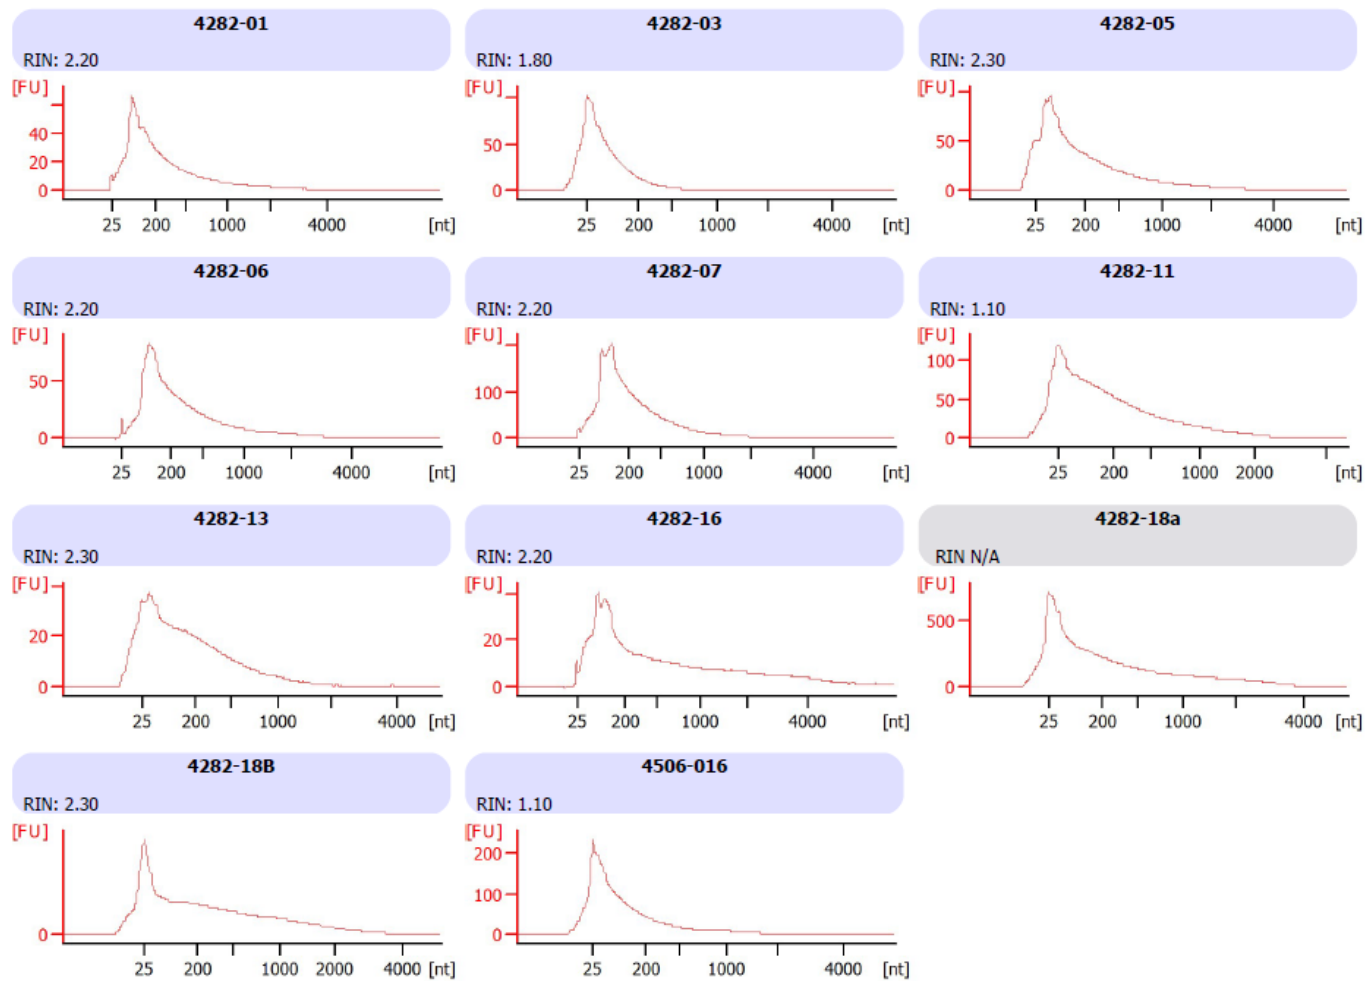 4282-01
RIN: 2.20
[FU]
40
20
0
25 200 1000 4000 [nt]
4282-03
RIN: 1.80
[FU]
50
0
25 200 1000 4000 [nt]
4282-05
RIN: 2.30
[FU]
50
0
25 200 1000 4000 [nt]
4282-06
RIN: 2.20
[FU]
50
0
25 200 1000 4000 [nt]
4282-07
RIN: 2.20
[FU]
100
0
25 200 1000 4000 [nt]
4282-11
RIN: 1.10
[FU]
100
50
0
25 200 1000 2000 [nt]
4282-13
RIN: 2.30
[FU]
20
0
25 200 1000 4000 [nt]
4282-16
RIN: 2.20
[FU]
20
0
25 200 1000 4000 [nt]
4282-18a
RIN N/A
[FU]
500
0
25 200 1000 4000 [nt]
4282-18B
RIN: 2.30
[FU]
0
25 200 1000 2000 4000 [nt]
4506-016
RIN: 1.10
[FU]
200
100
0
25 200 1000 4000 [nt]